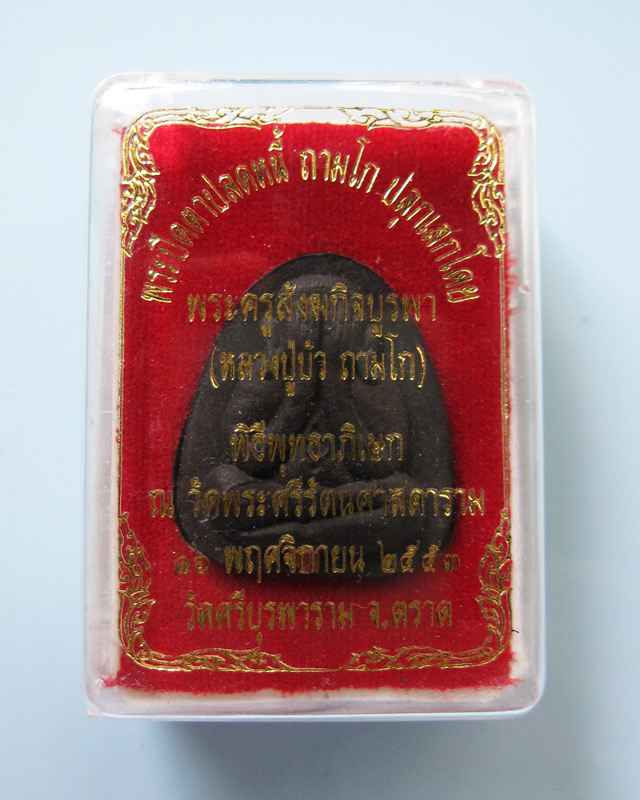 พระปิดตาปลดหนี้ ถามโก ปลุกเสกโดย
พระครูสังฆกิจบูรพา
(หลวงปู่บัว ถามโก)
พิธีพุทธาภิเษก
ณ วัดพระศรีรัตนศาสดาราม
๑๖ พฤศจิกายน ๒๕๕๓
วัดศรีบุรพาราม จ.ตราด